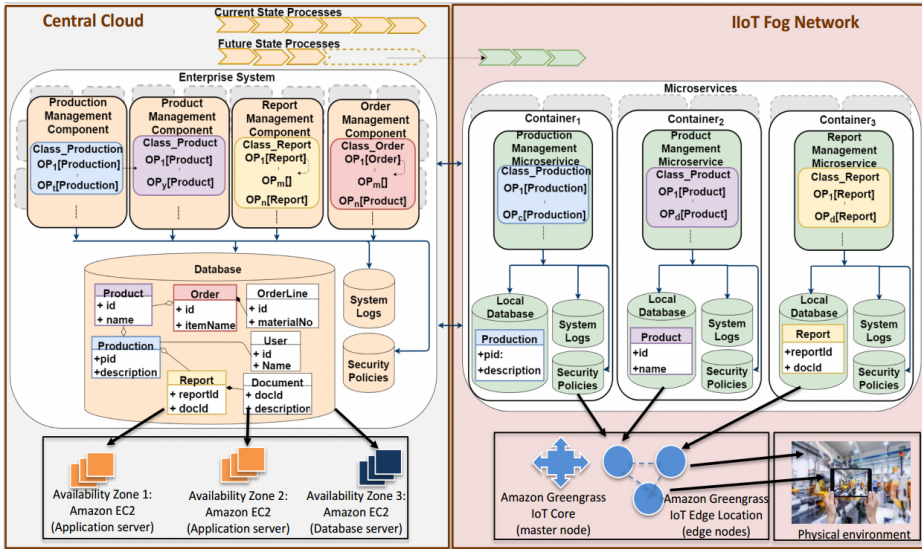 Central Cloud
Current State Processes
Future State Processes
IIoT Fog Network
Enterprise System
Production
Management
Component
Class_Production
OP1[Production]
OPt[Production]
Product
Management
Component
Class_Product
OP1[Product]
OPy[Product]
Report
Management
Component
Class_Report
OP1[Report]
OPm[]
OPn[Report]
Order
Management
Component
Class_Order
OP1[Order]
OPm[]
OPn[Product]
Database
Product
+ id
+ name
Order
+ id
+ itemName
OrderLine
+ id
+ materialNo
Production
+pid
+description
User
+ id
+ Name
Report
+ reportId
+ docId
Document
+ docId
+ description
System
Logs
Security
Policies
Availability Zone 1:
Amazon EC2
(Application server)
Availability Zone 2:
Amazon EC2
(Application server)
Availability Zone 3:
Amazon EC2
(Database server)
Microservices
Container1
Production
Management
Microservice
Class_Production
OP1[Production]
OPc[Production]
Local
Database
Production
+pid:
+description
System
Logs
Security
Policies
Container2
Product
Mangement
Microservice
Class_Product
OP1[Product]
OPd[Product]
Local
Database
Product
+id
+name
System
Logs
Security
Policies
Container3
Report
Management
Microservice
Class_Report
OP1[Report]
OPd[Report]
Local
Database
Report
+reportId
+ docId
System
Logs
Security
Policies
Amazon Greengrass
IoT Core
(master node)
Amazon Greengrass
IoT Edge Location
(edge nodes)
Physical environment